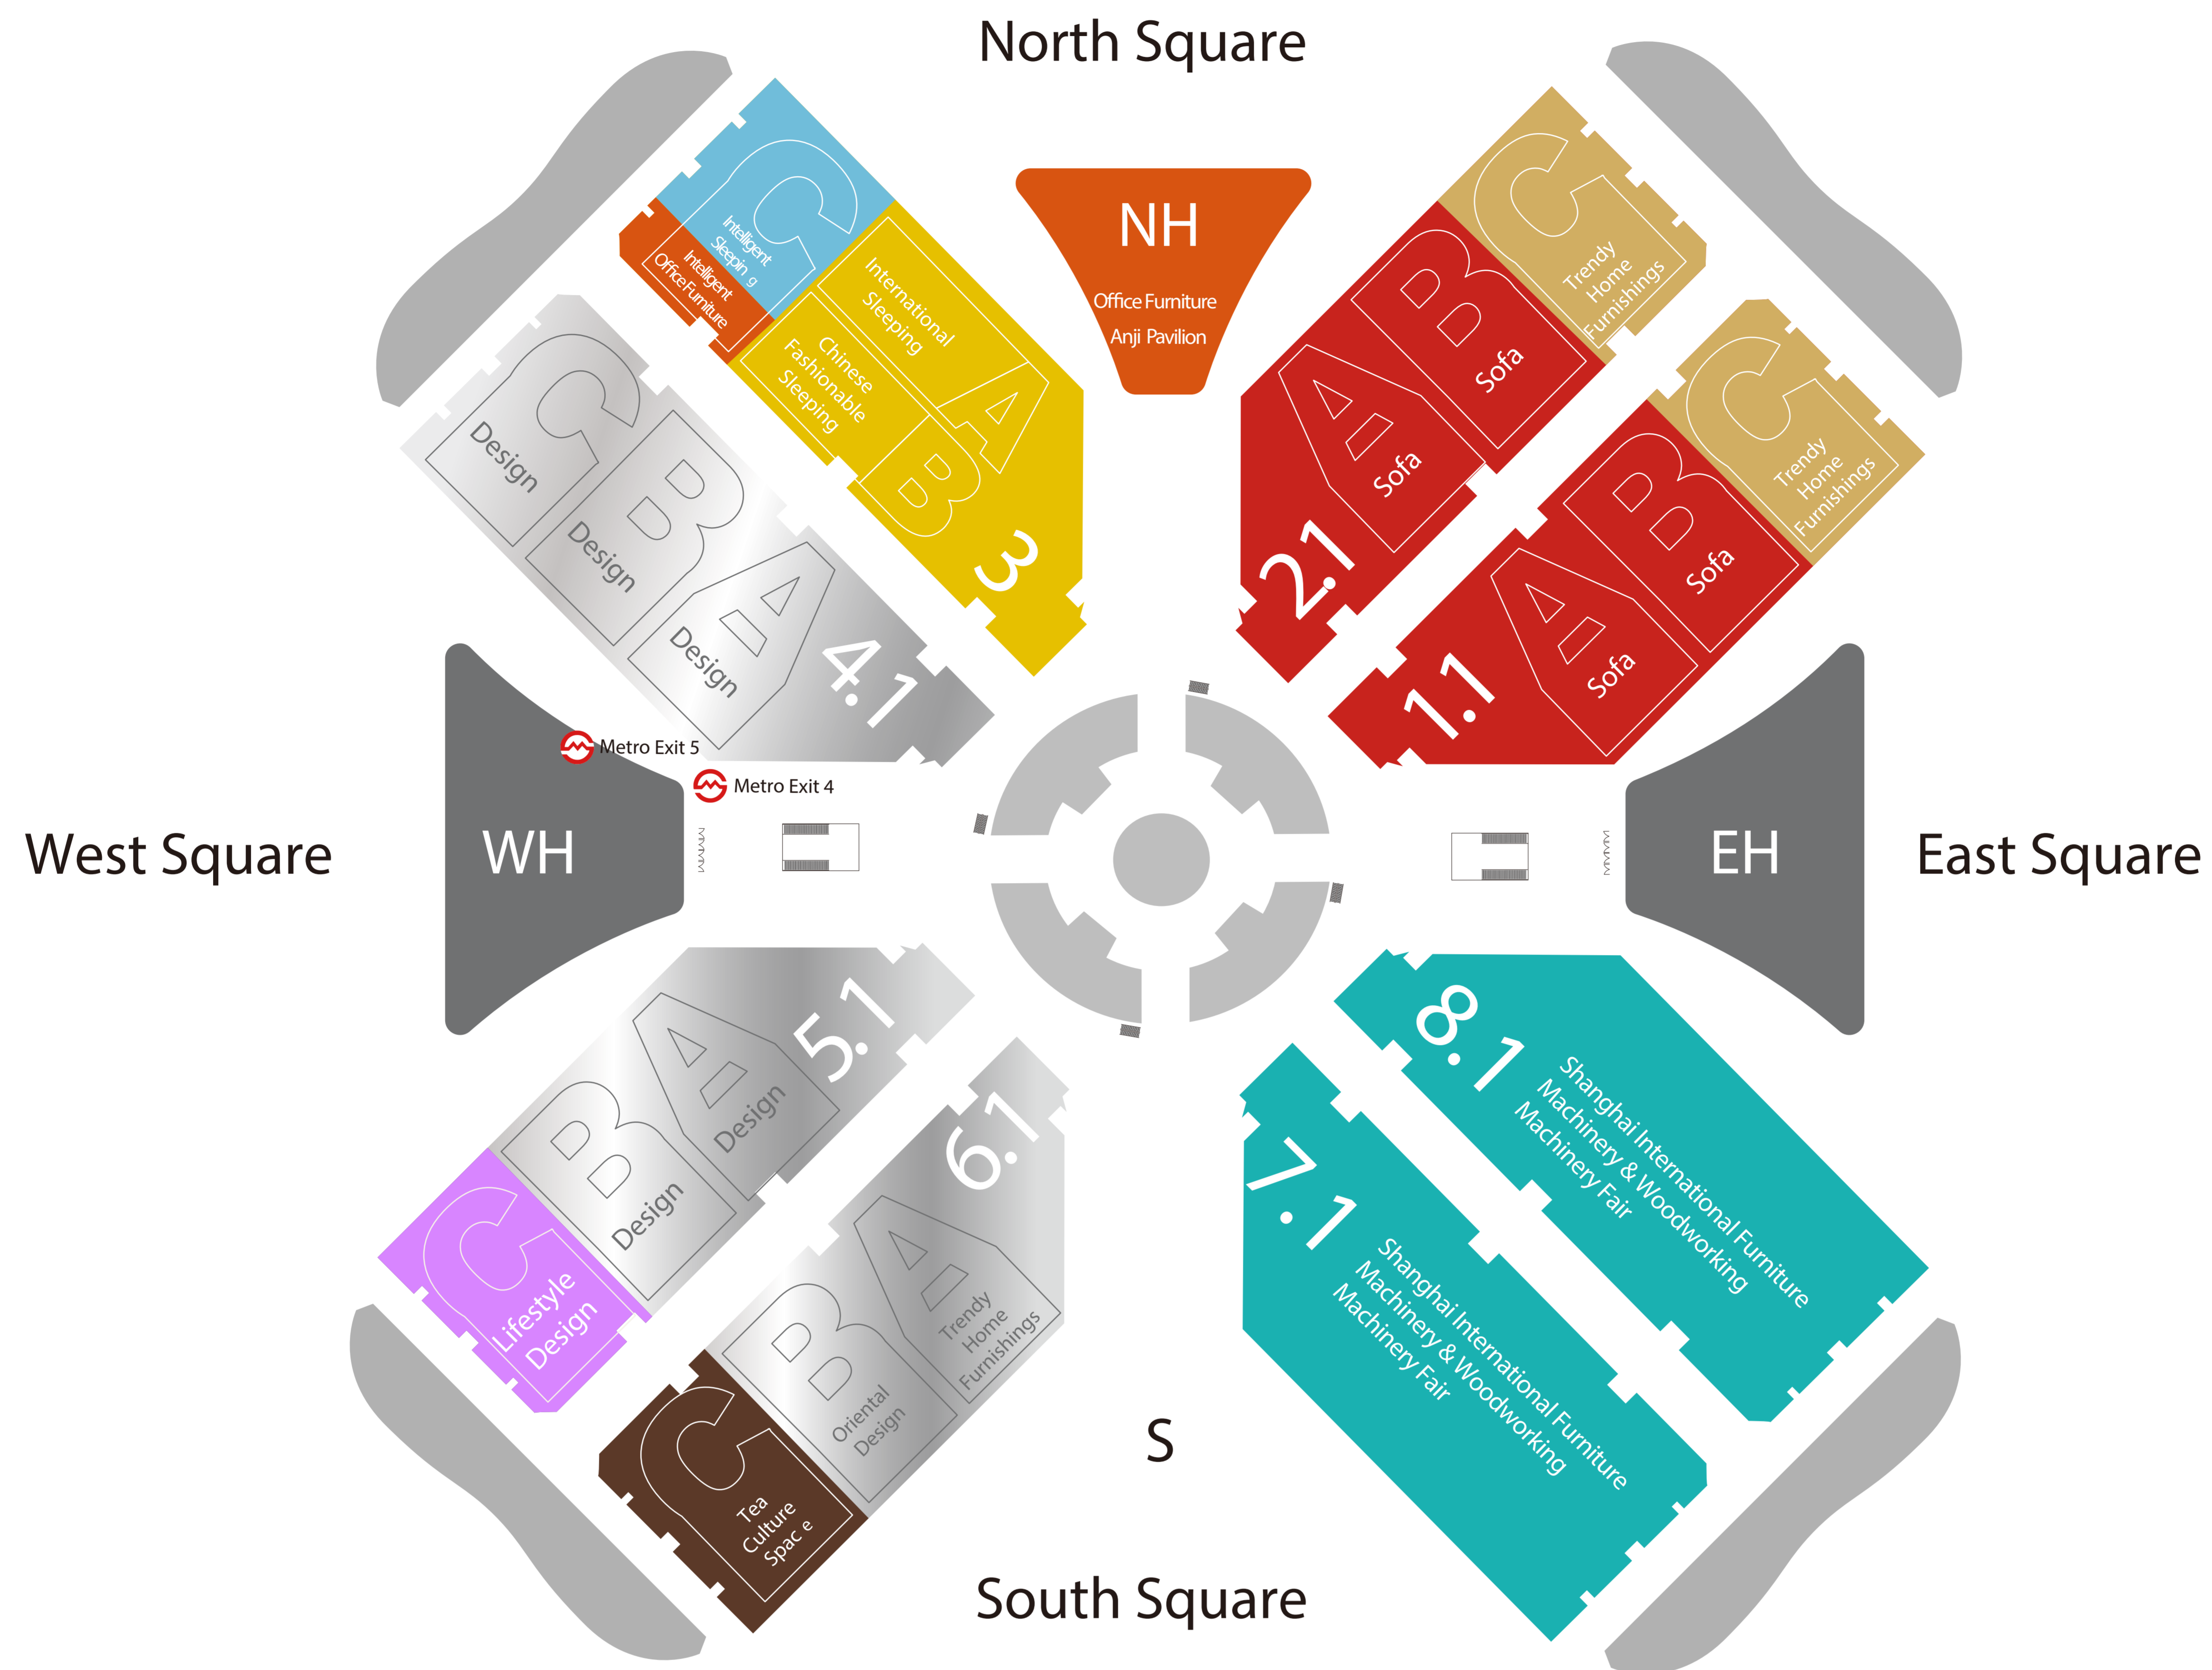 North Square
C
Intelligent
Sleepin g
Intelligent
Office Furniture
International
Sleeping
A
Chinese
Fashionable
Sleeping
B
3
NH
Office Furniture
Anji Pavilion
C
Trendy
Home
Furnishings
B
Sofa
A
Sofa
2.1
C
Trendy
Home
Furnishings
B
Sofa
A
Sofa
1.1
C
Design
B
Design
A
Design
4.1
Metro Exit 5
Metro Exit 4
West Square
WH
EH
East Square
5.1
A
Design
B
Design
C
Lifestyle
Design
6.1
A
Trendy
Home
Furnishings
B
Oriental
Design
C
Tea
Culture
Spac e
8.1
Shanghai International Furniture
Machinery & Woodworking
Machinery Fair
7.1
Shanghai International Furniture
Machinery & Woodworking
Machinery Fair
S
South Square